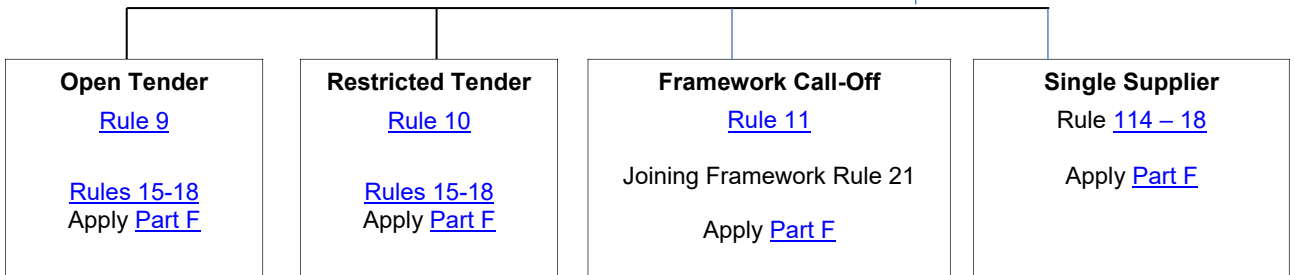 Open Tender
Rule 9
Rules 15-18
Apply Part F
Restricted Tender
Rule 10
Rules 15-18
Apply Part F
Framework Call-Off
Rule 11
Joining Framework Rule 21
Apply Part F
Single Supplier
Rule 114 – 18
Apply Part F